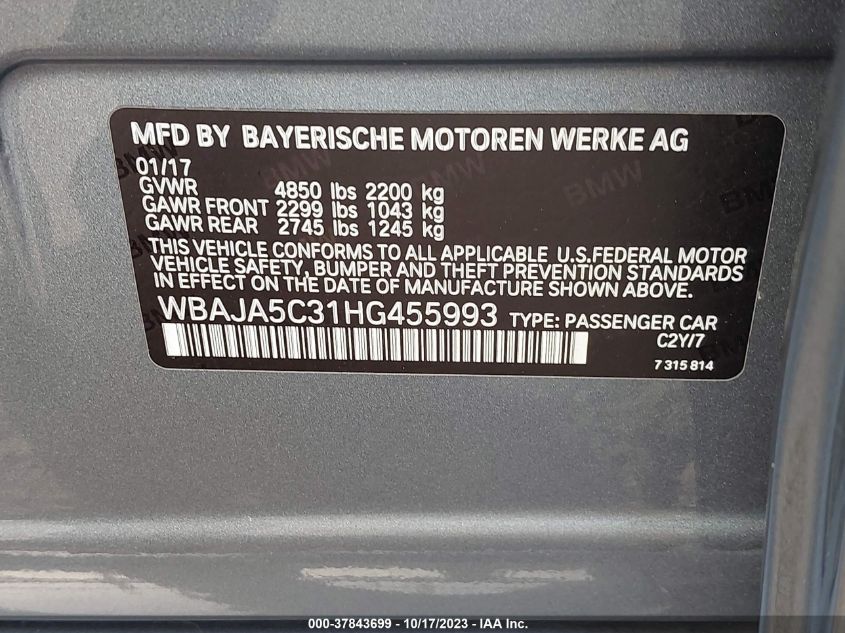 MFD BY BAYERISCHE MOTOREN WERKE AG
01/17
GVWR 4850 lbs 2200 kg
GAWR FRONT 2299 lbs 1043 kg
GAWR REAR 2745 lbs 1245 kg
THIS VEHICLE CONFORMS TO ALL APPLICABLE U.S.FEDERAL MOTOR
VEHICLE SAFETY, BUMPER AND THEFT PREVENTION STANDARDS
IN EFFECT ON THE DATE OF MANUFACTURE SHOWN ABOVE.
WBAJA5C31HG455993 TYPE: PASSENGER CAR
C2Y/7
7 315 814
BMW
BMW
000-37843699 - 10/17/2023 - IAA Inc.